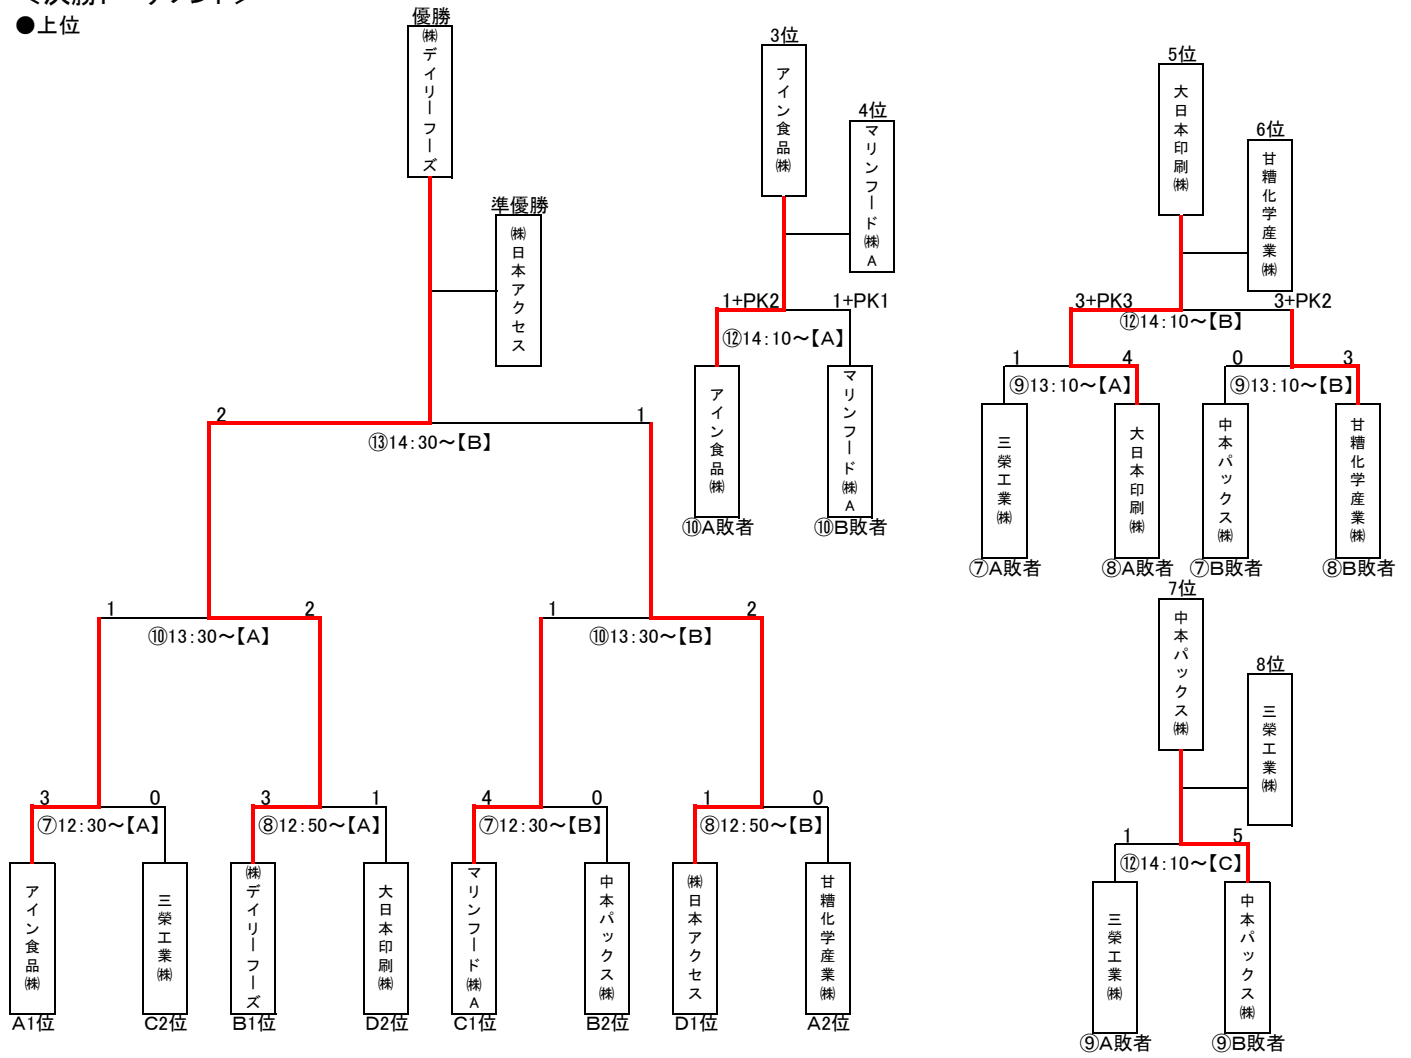 ●上位
優勝
㈱デイリーフーズ
準優勝
㈱日本アクセス
2
1
⑬14:30～【B】
1
2
⑩13:30～【A】
1
2
⑩13:30～【B】
3
0
⑦12:30～【A】
3
1
⑧12:50～【A】
4
0
⑦12:30～【B】
1
0
⑧12:50～【B】
アイン食品㈱
三榮工業㈱
㈱デイリーフーズ
大日本印刷㈱
マリンフード㈱A
中本パックス㈱
㈱日本アクセス
甘糟化学産業㈱
A1位
C2位
B1位
D2位
C1位
B2位
D1位
A2位
3位
アイン食品㈱
4位
マリンフード㈱A
1+PK2
1+PK1
⑫14:10～【A】
アイン食品㈱
マリンフード㈱A
⑩A敗者
⑩B敗者
5位
大日本印刷㈱
6位
甘糟化学産業㈱
3+PK3
3+PK2
⑫14:10～【B】
1
4
⑨13:10～【A】
0
3
⑨13:10～【B】
三榮工業㈱
大日本印刷㈱
中本パックス㈱
甘糟化学産業㈱
⑦A敗者
⑧A敗者
⑦B敗者
⑧B敗者
7位
中本パックス㈱
8位
三榮工業㈱
1
5
⑫14:10～【C】
三榮工業㈱
中本パックス㈱
⑨A敗者
⑨B敗者